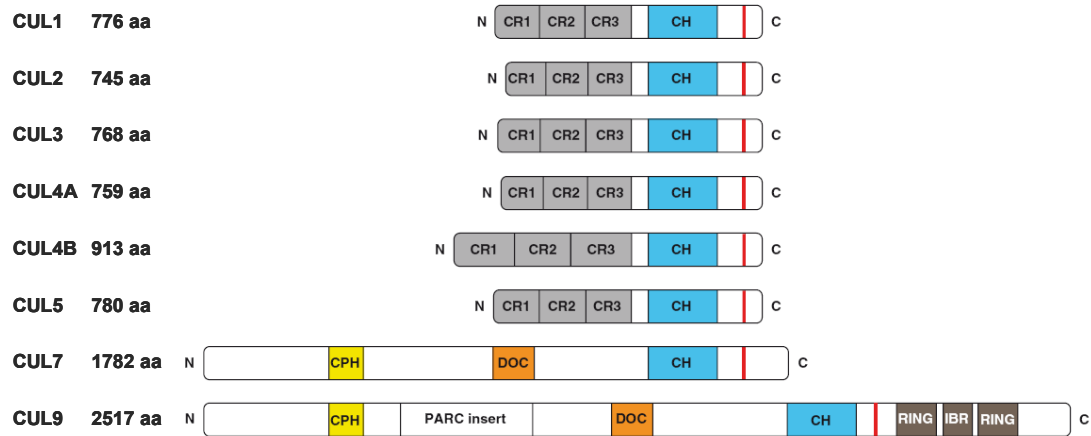 CUL1 776 aa N CR1 CR2 CR3 CH C
CUL2 745 aa N CR1 CR2 CR3 CH C
CUL3 768 aa N CR1 CR2 CR3 CH C
CUL4A 759 aa N CR1 CR2 CR3 CH C
CUL4B 913 aa N CR1 CR2 CR3 CH C
CUL5 780 aa N CR1 CR2 CR3 CH C
CUL7 1782 aa N CPH DOC CH C
CUL9 2517 aa N CPH PARC insert DOC CH RING IBR RING C